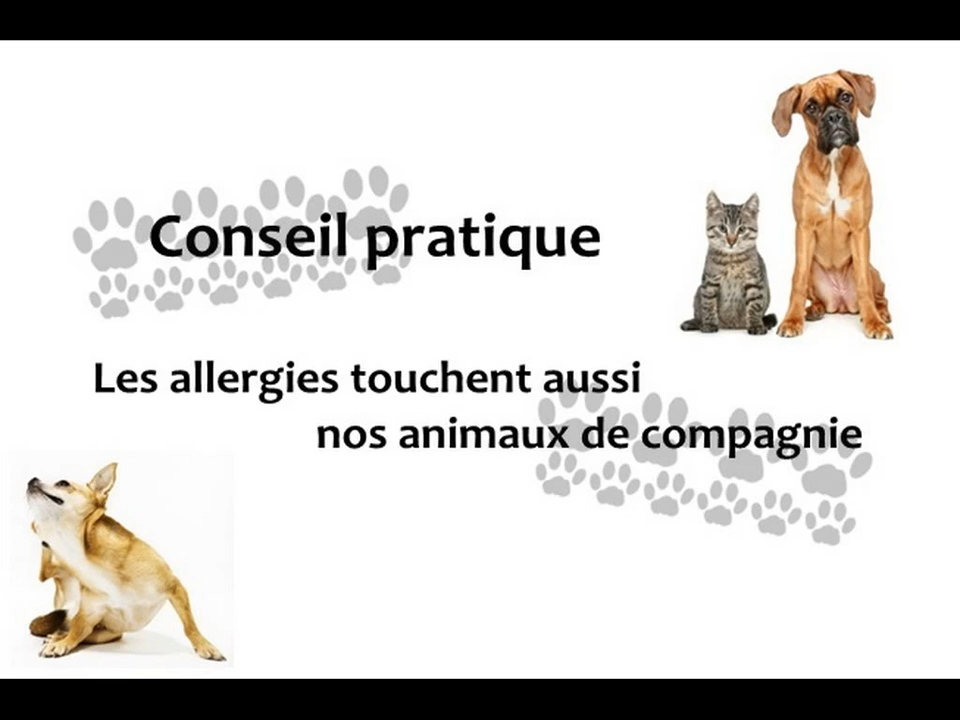 Conseil pratique
Les allergies touchent aussi
nos animaux de compagnie